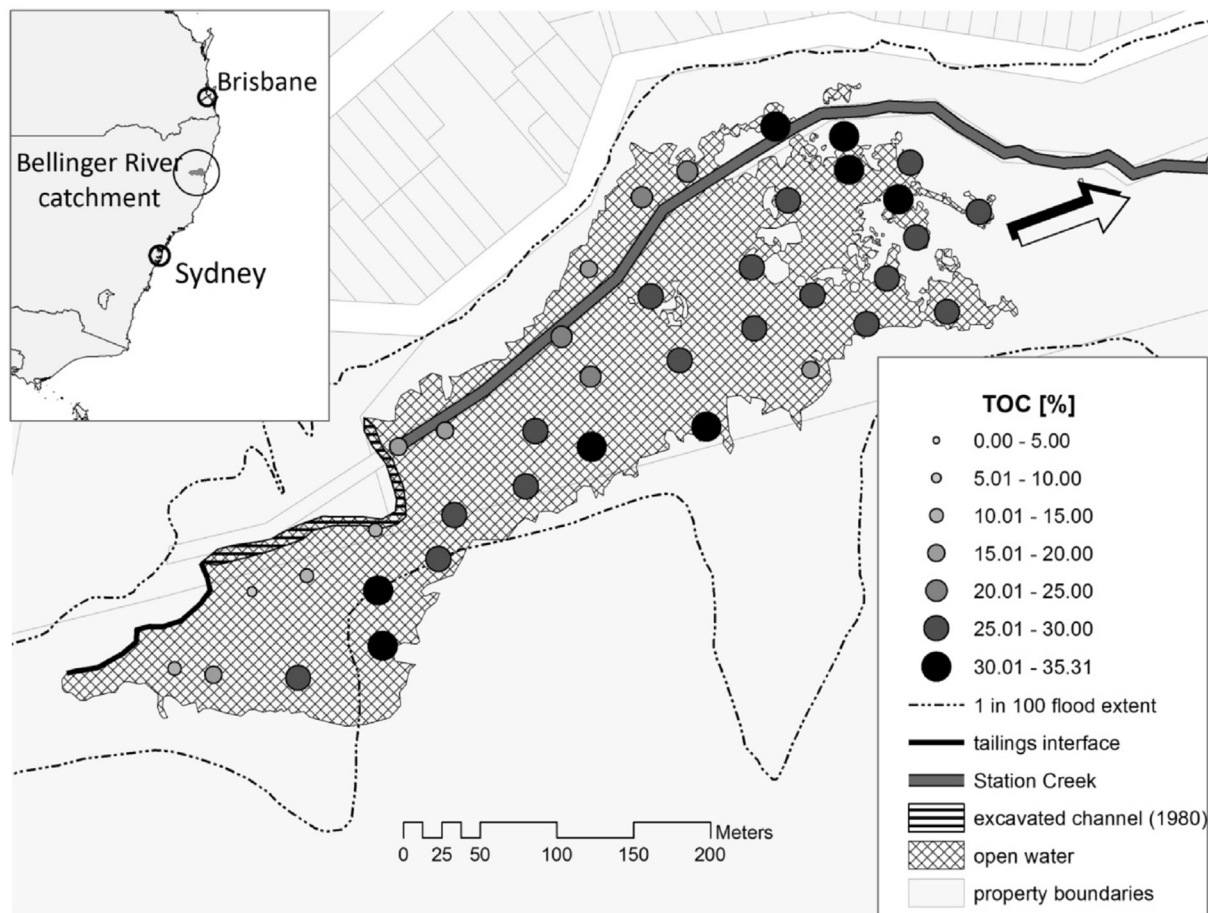 Brisbane
Bellinger River
catchment
Sydney
TOC [%]
0.00 - 5.00
5.01 - 10.00
10.01 - 15.00
15.01 - 20.00
20.01 - 25.00
25.01 - 30.00
30.01 - 35.31
1 in 100 flood extent
tailings interface
Station Creek
excavated channel (1980)
open water
property boundaries
Meters
0 25 50 100 150 200